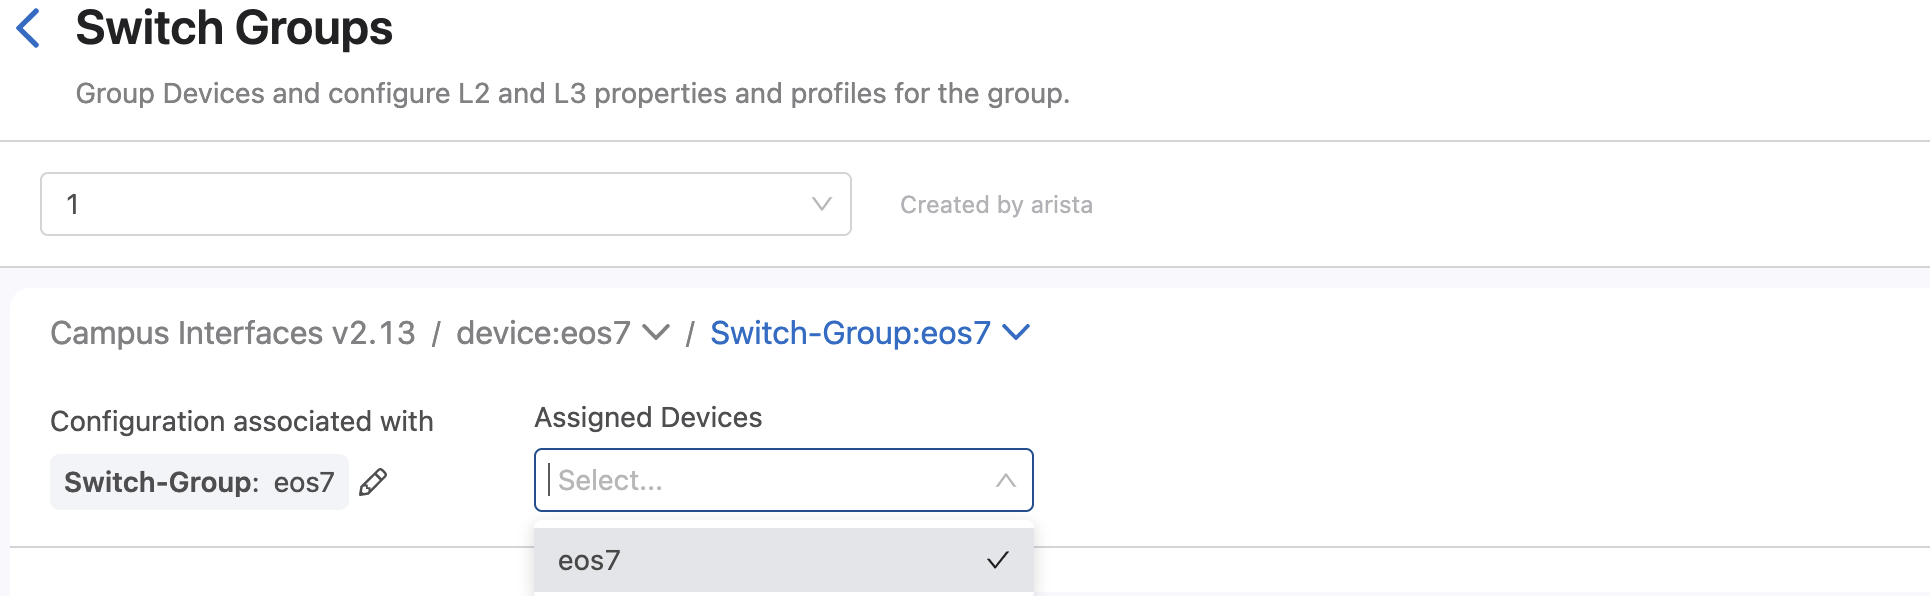 Switch Groups
Group Devices and configure L2 and L3 properties and profiles for the group.
1
Created by arista
Campus Interfaces v2.13 / device:eos7 / Switch-Group:eos7
Configuration associated with
Switch-Group: eos7
Assigned Devices
Select...
eos7